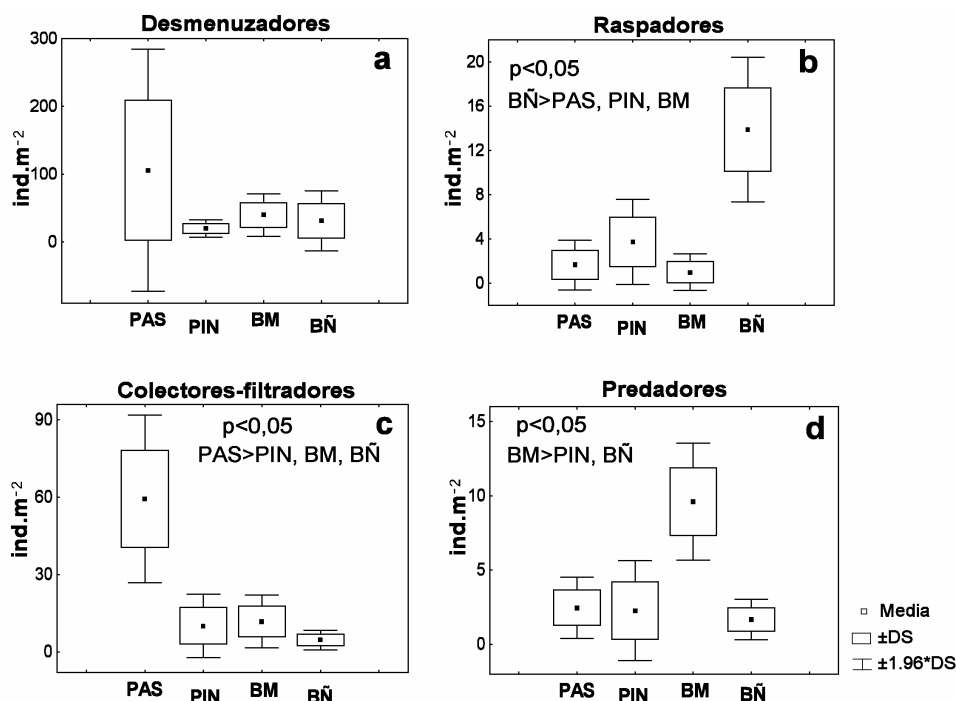 Desmenuzadores
a
300
200
100
0
ind.m-2
PAS PIN BM BÑ
Raspadores
b
p<0,05
BÑ>PAS, PIN, BM
20
16
12
8
4
0
ind.m-2
PAS PIN BM BÑ
Colectores-filtradores
c
p<0,05
PAS>PIN, BM, BÑ
90
60
30
0
ind.m-2
PAS PIN BM BÑ
Predadores
d
p<0,05
BM>PIN, BÑ
15
10
5
0
ind.m-2
PAS PIN BM BÑ
Media
±DS
±1.96*DS